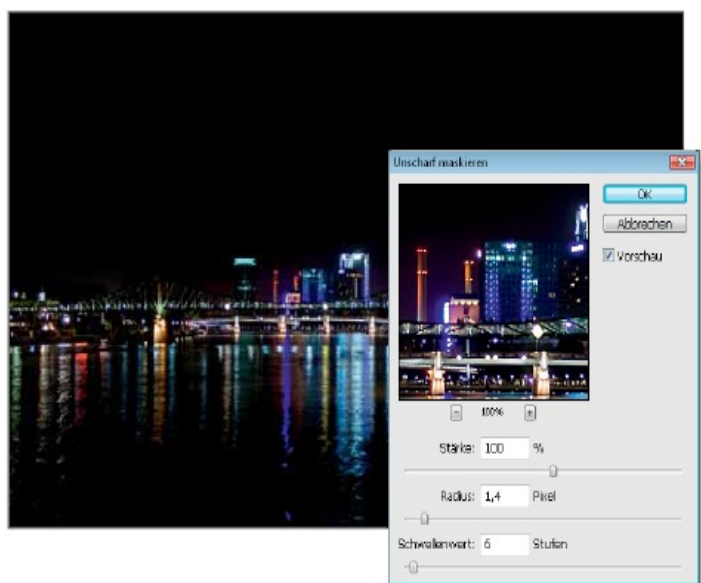 Unscharf maskieren
OK
Abbrechen
Vorschau
100%
Stärke: 100 %
Radius: 1,4 Pixel
Schwellenwert: 6 Stufen